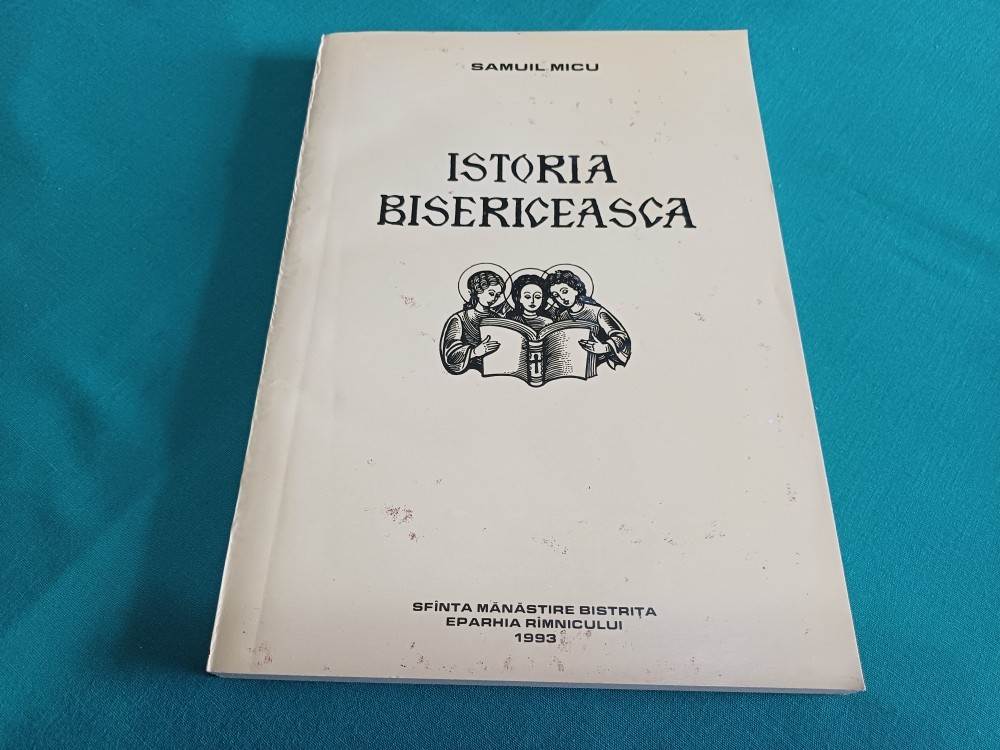 SAMUIL MICU
ISTORIA
BISERICEASCA
SFÎNTA MĂNĂSTIRE BISTRIȚA
EPARHIA RÎMNICULUI
1993